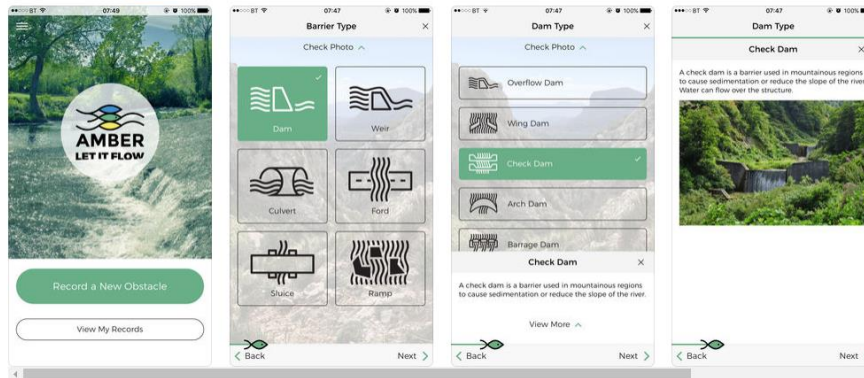 BT 07:49 100%
AMBER
LET IT FLOW
Record a New Obstacle
View My Records
BT 07:47 100%
Barrier Type ×
Check Photo
Dam
Weir
Culvert
Ford
Sluice
Ramp
Back Next
BT 07:47 100%
Dam Type ×
Check Photo
Overflow Dam
Wing Dam
Check Dam
Arch Dam
Barrage Dam
Check Dam ×
A check dam is a barrier used in mountainous regions
to cause sedimentation or reduce the slope of the river.
View More
Back Next
BT 07:47 100%
Dam Type
Check Dam
A check dam is a barrier used in mountainous regions
to cause sedimentation or reduce the slope of the river
Water can flow over the structure.
Back Next